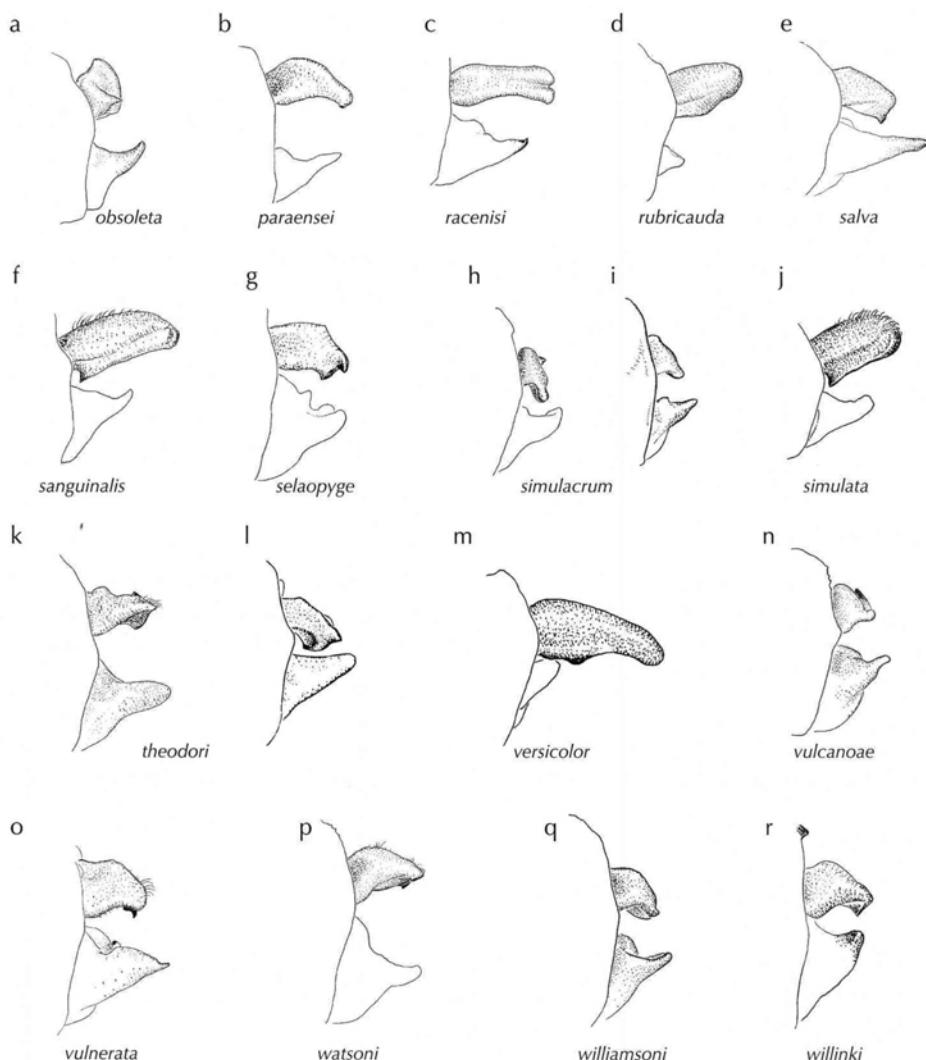 a b c d e
obsoleta paraensei racenisi rubricauda salva
f g h i j
sanguinalis selaopyge simulacrum simulata
k l m n
theodori versicolor vulcanoae
o p q r
vulnerata watsoni williamsoni willinki